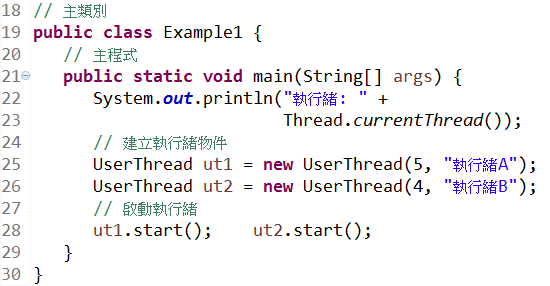 18 // 主類別
19 public class Example1 {
20    // 主程式
21    public static void main(String[] args) {
22       System.out.println("執行緒: " +
23                          Thread.currentThread());
24       // 建立執行緒物件
25       UserThread ut1 = new UserThread(5, "執行緒A");
26       UserThread ut2 = new UserThread(4, "執行緒B");
27       // 啟動執行緒
28       ut1.start();    ut2.start();
29    }
30 }